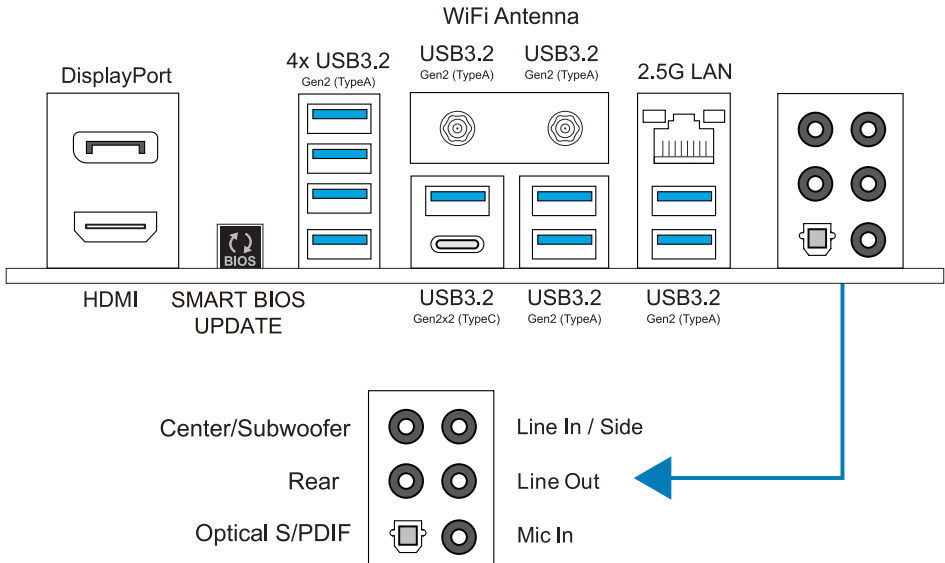 WiFi Antenna
DisplayPort
4x USB3.2
Gen2 (TypeA)
USB3.2
Gen2 (TypeA)
USB3.2
Gen2 (TypeA)
2.5G LAN
BIOS
HDMI
SMART BIOS
UPDATE
USB3.2
Gen2x2 (TypeC)
USB3.2
Gen2 (TypeA)
USB3.2
Gen2 (TypeA)
Center/Subwoofer
Line In / Side
Rear
Line Out
Optical S/PDIF
Mic In